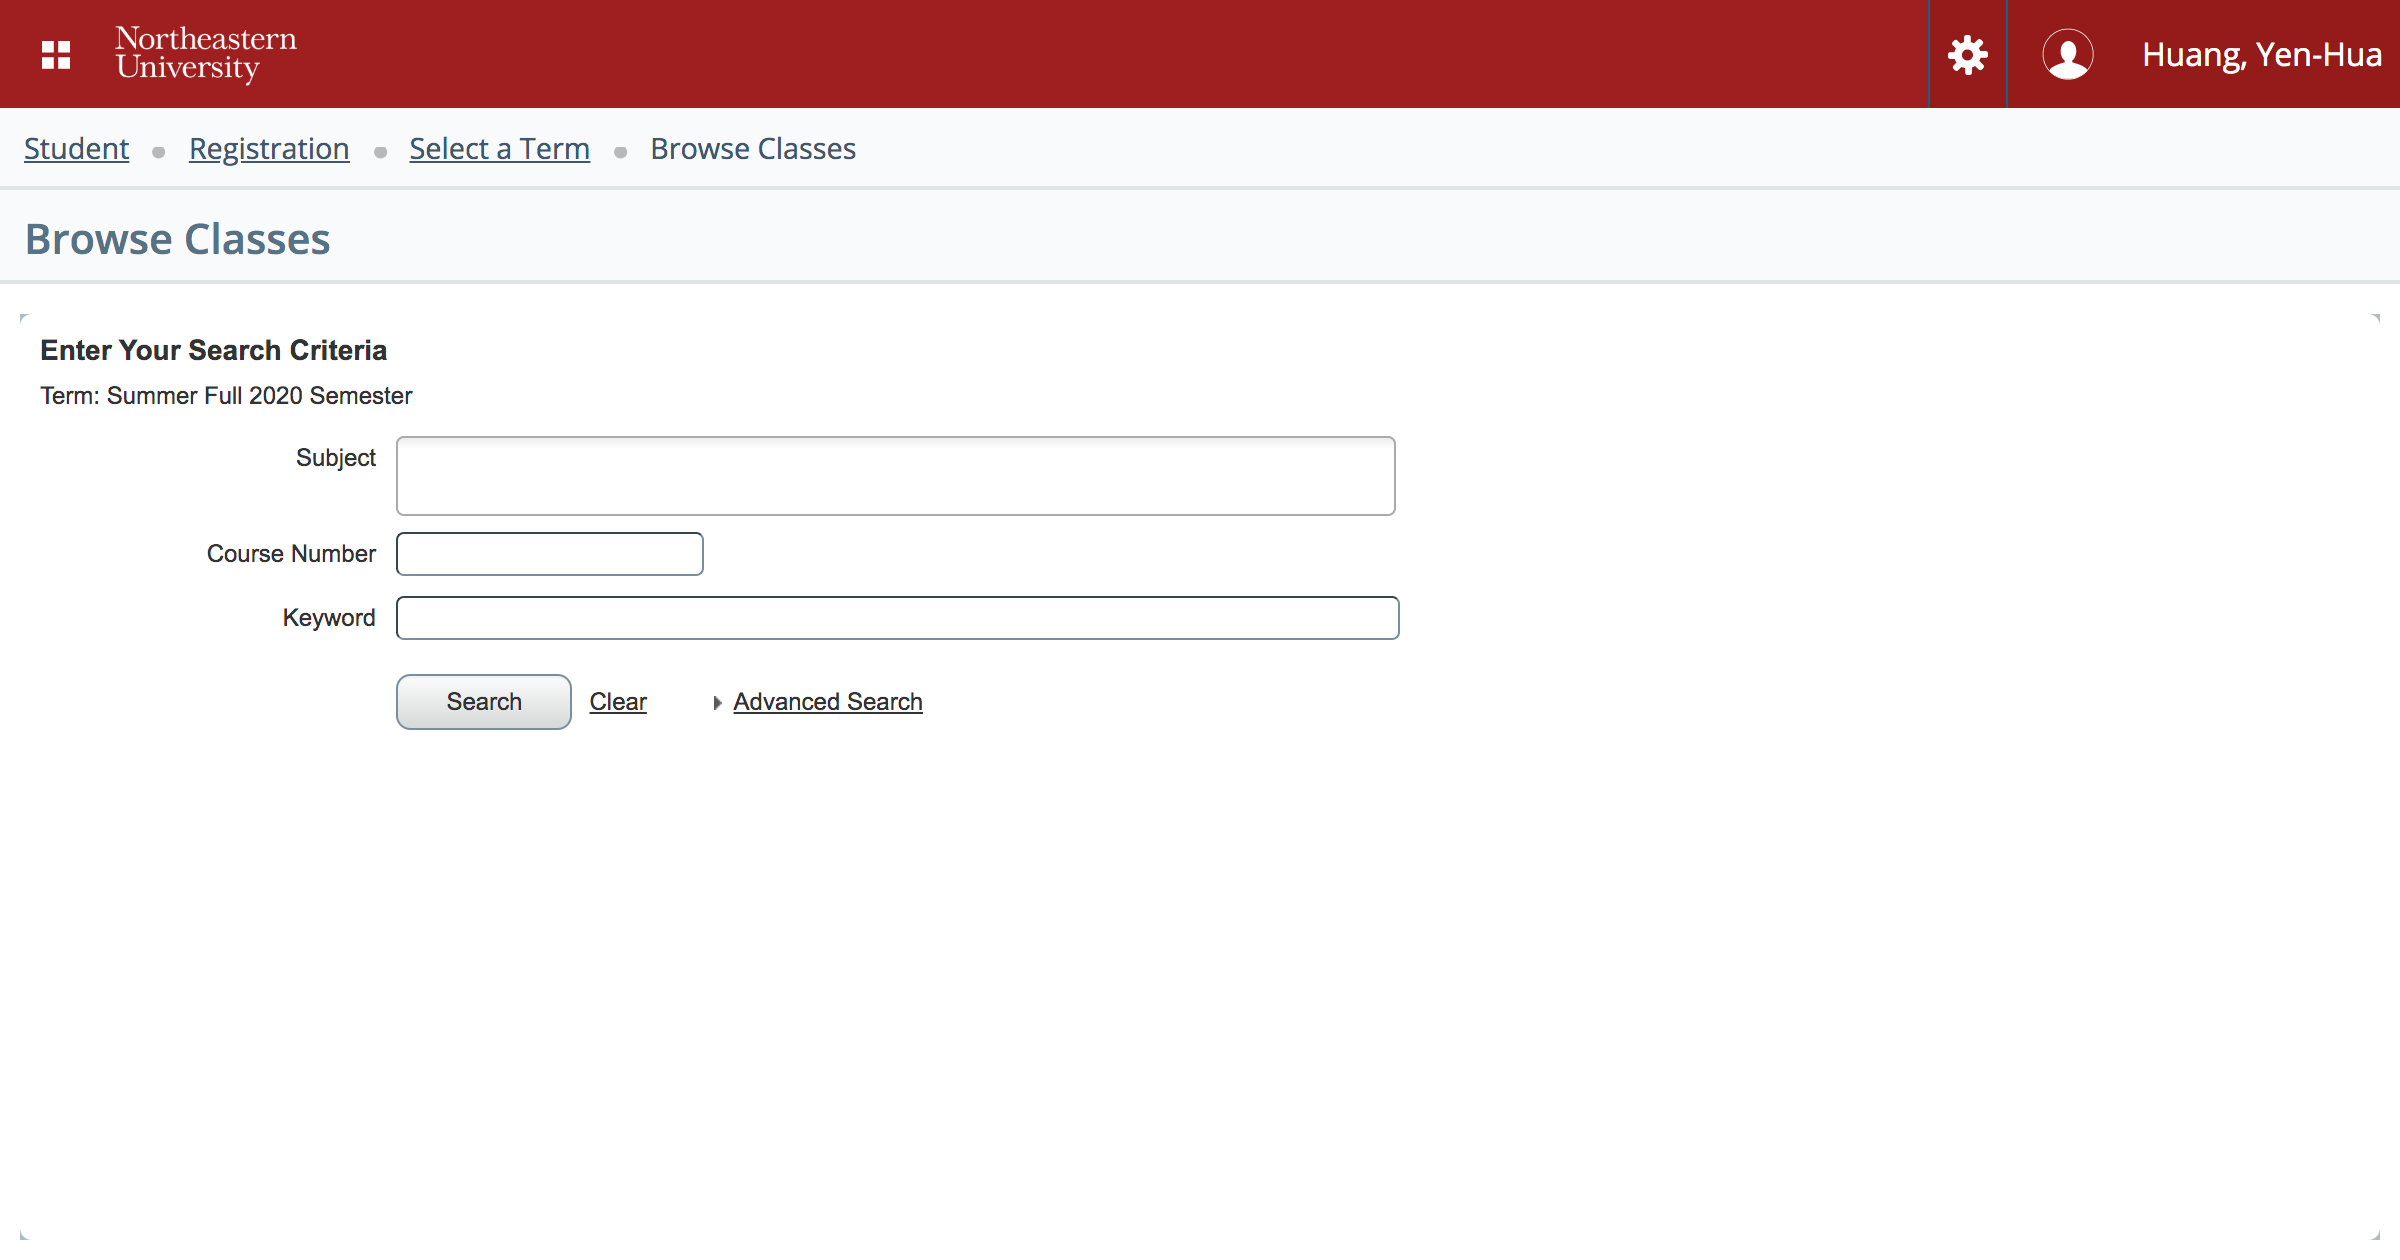 Northeastern
University
Huang, Yen-Hua
Student Registration Select a Term Browse Classes
Browse Classes
Enter Your Search Criteria
Term: Summer Full 2020 Semester
Subject
Course Number
Keyword
Search Clear Advanced Search